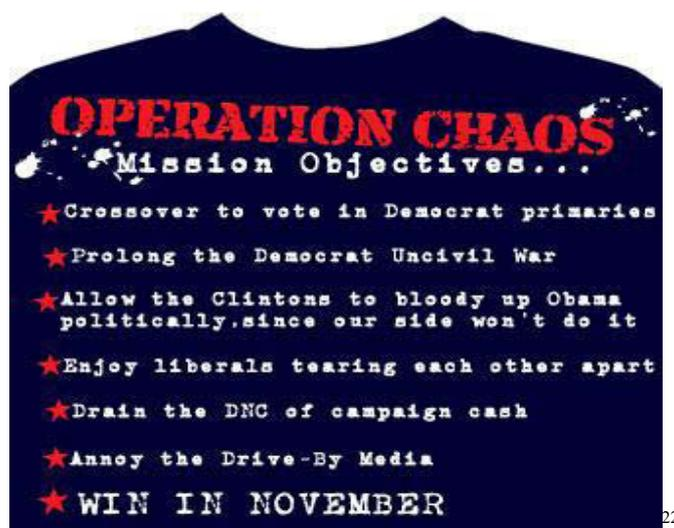 OPERATION CHAOS
Mission Objectives...
Crossover to vote in Democrat primaries
Prolong the Democrat Uncivil War
Allow the Clintons to bloody up Obama
politically,since our side won't do it
Enjoy liberals tearing each other apart
Drain the DNC of campaign cash
Annoy the Drive-By Media
WIN IN NOVEMBER
22